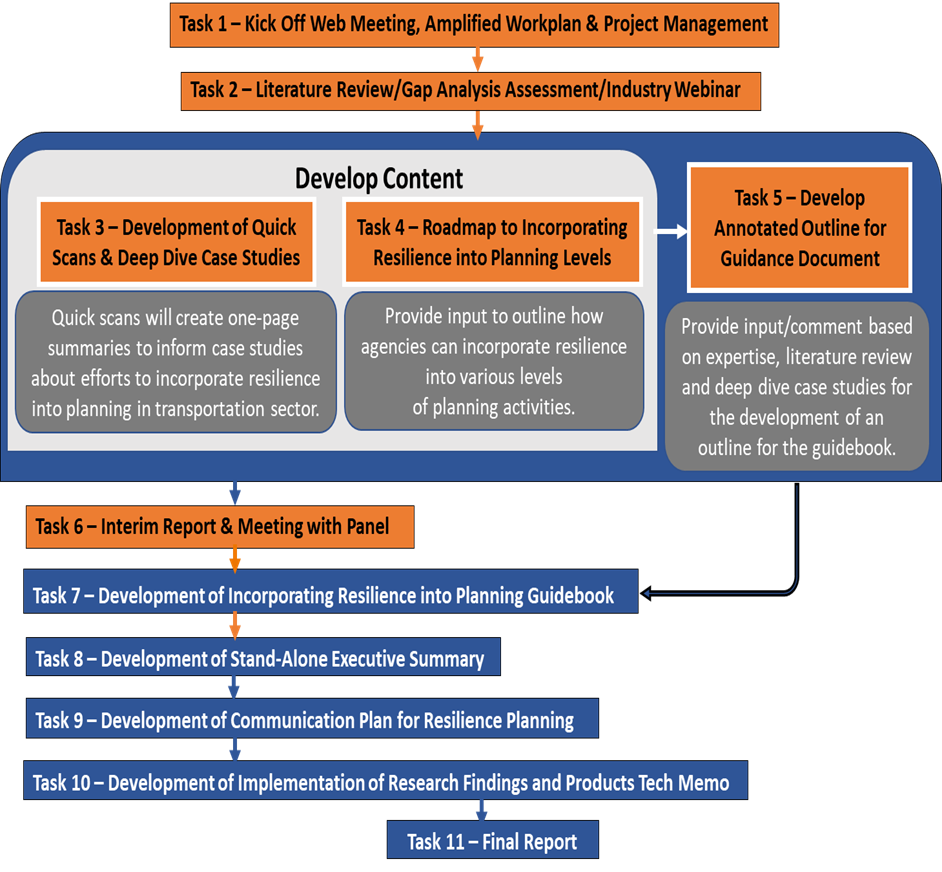 Task 1 – Kick Off Web Meeting, Amplified Workplan & Project Management
Task 2 – Literature Review/Gap Analysis Assessment/Industry Webinar
Develop Content
Task 3 – Development of Quick
Scans & Deep Dive Case Studies
Quick scans will create one-page
summaries to inform case studies
about efforts to incorporate resilience
into planning in transportation sector.
Task 4 – Roadmap to Incorporating
Resilience into Planning Levels
Provide input to outline how
agencies can incorporate resilience
into various levels
of planning activities.
Task 5 – Develop
Annotated Outline for
Guidance Document
Provide input/comment based
on expertise, literature review
and deep dive case studies for
the development of an
outline for the guidebook.
Task 6 – Interim Report & Meeting with Panel
Task 7 – Development of Incorporating Resilience into Planning Guidebook
Task 8 – Development of Stand-Alone Executive Summary
Task 9 – Development of Communication Plan for Resilience Planning
Task 10 – Development of Implementation of Research Findings and Products Tech Memo
Task 11 – Final Report